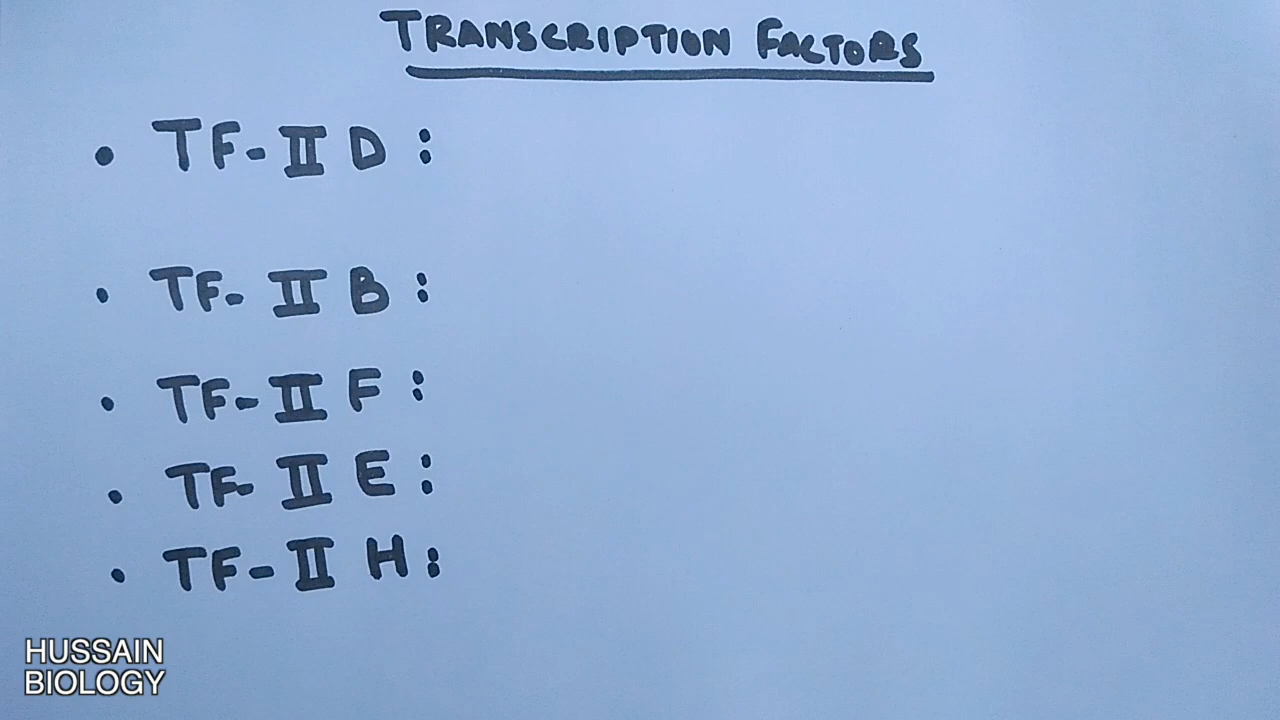 TRANSCRIPTION FACTORS
• TF-II D:
• TF-II B:
• TF-II F:
• TF-II E:
• TF-II H:
HUSSAIN
BIOLOGY